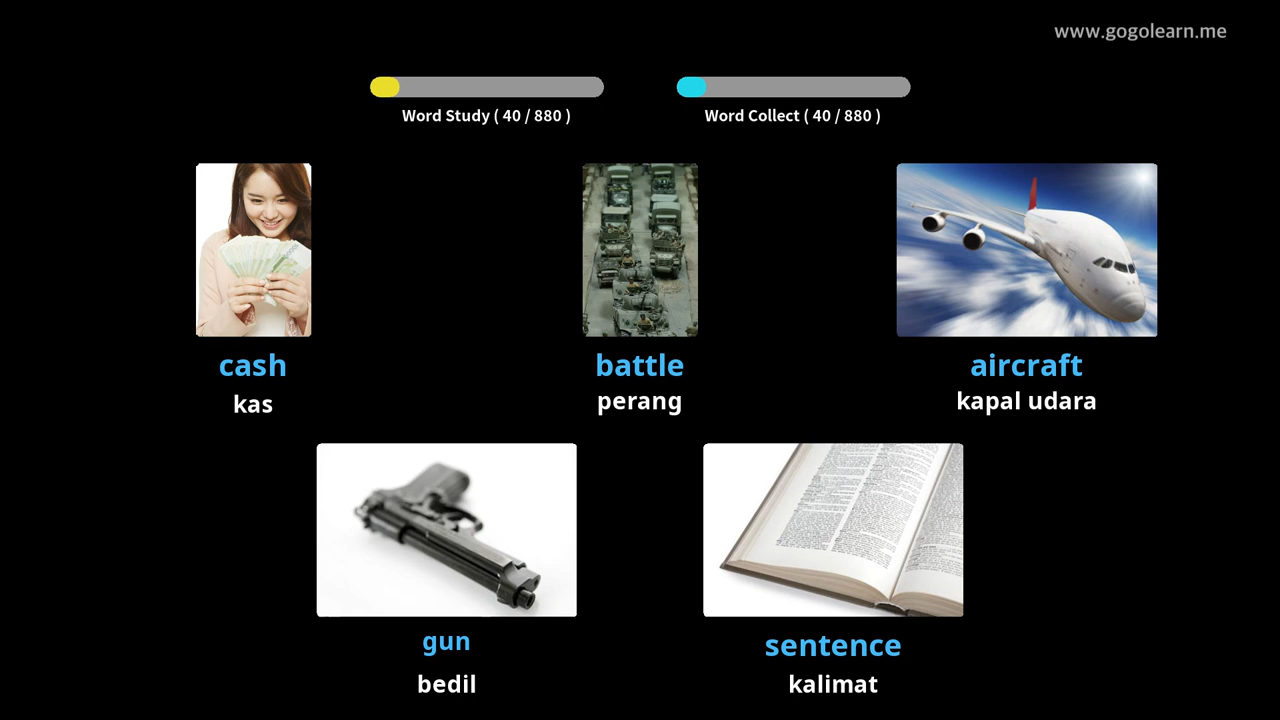 www.gogolearn.me
Word Study ( 40 / 880 )
Word Collect ( 40 / 880 )
cash
kas
battle
perang
aircraft
kapal udara
gun
bedil
sentence
kalimat